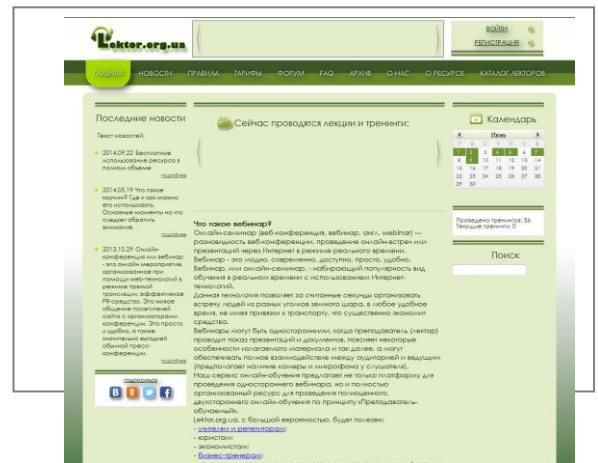 Lektor.org.ua
ВОЙТИ
РЕГИСТРАЦИЯ
ГЛАВНАЯ НОВОСТИ ПРАВИЛА ТАРИФЫ ФОРУМ FAQ АРХИВ О НАС О РЕСУРСЕ КАТАЛОГ ЛЕКТОРОВ
Последние новости
Текст новостей:
2014.09.22 Бесплатное
использование ресурса в
полном объеме
подробнее
2014.05.19 Что такое
коучинг? Где и как можно
его использовать.
Основные моменты на что
следует обратить
внимание.
подробнее
2013.10.29 Онлайн-
конференция или вебинар
- это онлайн мероприятие,
организованное при
помощи web-технологий в
режиме прямой
трансляции. эффективное
PR-средство. Это живое
общение посетителей
сайта с организаторами
конференции. Это просто
и удобно, а также
значительно выгодней
обычной пресс-
конференции.
подробнее
подписаться
Сейчас проводятся лекции и тренинги:
Что такое вебинар?
Онлайн-семинар (веб-конференция, вебинар, англ. webinar) —
разновидность веб-конференции, проведение онлайн-встреч или
презентаций через Интернет в режиме реального времени.
Вебинар - это модно, современно, доступно, просто, удобно.
Вебинар, или онлайн-семинар, - набирающий популярность вид
обучения в реальном времени с использованием Интернет-
технологий.
Данная технология позволяет за считанные секунды организовать
встречу людей из разных уголков земного шара, в любое удобное
время, не имея привязки к транспорту, что существенно экономит
средства.
Вебинары могут быть односторонними, когда преподаватель (лектор)
проводит показ презентаций и документов, поясняет некоторые
особенности излагаемого материала и так далее, а могут
обеспечивать полное взаимодействие между аудиторией и ведущим
(предполагает наличие камеры и микрофона у слушателя).
Наш сервис онлайн-обучения предлагает не только платформу для
проведения одностороннего вебинара, но и полностью
организованный ресурс для проведения полноценного,
двухстороннего онлайн-обучения по принципу «Преподаватель-
обучаемый».
Lektor.org.ua, с большой вероятностью, будет полезен:
- учителям и репетиторам;
- юристам;
- экономистам;
- бизнес-тренерам;
Календарь
< Июнь >
1 2 3 4 5 6 7
8 9 10 11 12 13 14
15 16 17 18 19 20 21
22 23 24 25 26 27 28
29 30
Проведено тренингов: 56
Текущие тренинги: 0
Поиск